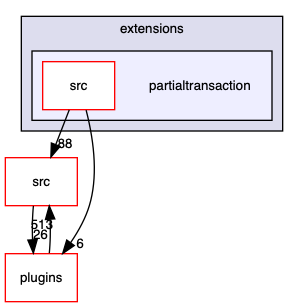 extensions
src
partialtransaction
88
src
513
26
6
plugins